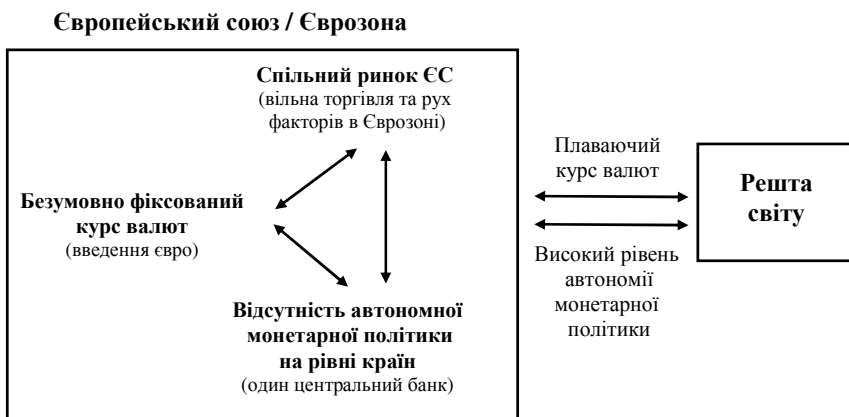 Європейський союз / Єврозона
Спільний ринок ЄС
(вільна торгівля та рух
факторів в Єврозоні)
Безумовно фіксований
курс валют
(введення євро)
Відсутність автономної
монетарної політики
на рівні країн
(один центральний банк)
Плаваючий
курс валют
Високий рівень
автономії
монетарної
політики
Решта
світу